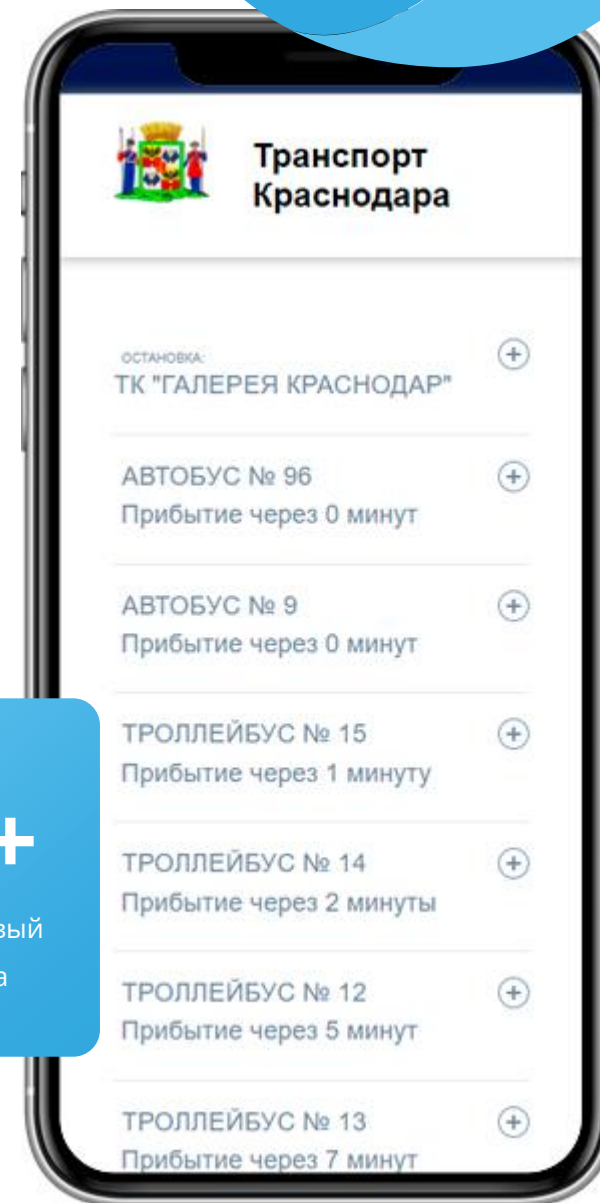 Транспорт
Краснодара
ОСТАНОВКА:
ТК "ГАЛЕРЕЯ КРАСНОДАР"
АВТОБУС № 96
Прибытие через 0 минут
АВТОБУС № 9
Прибытие через 0 минут
ТРОЛЛЕЙБУС № 15
Прибытие через 1 минуту
ТРОЛЛЕЙБУС № 14
Прибытие через 2 минуты
ТРОЛЛЕЙБУС № 12
Прибытие через 5 минут
ТРОЛЛЕЙБУС № 13
Прибытие через 7 минут
+